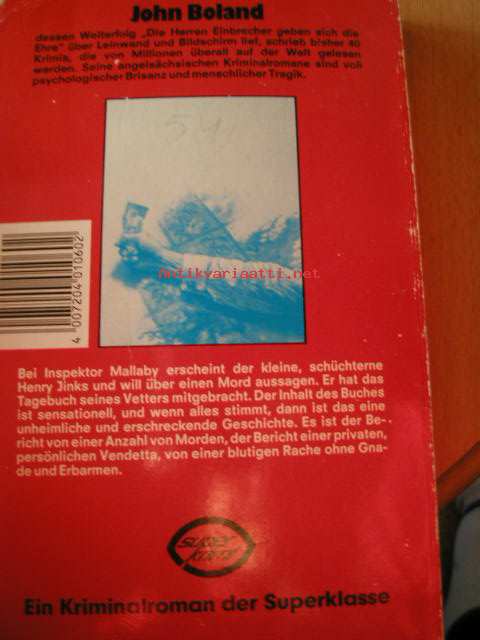 John Boland
dessen Welterfolg „Die Herren Einbrecher geben sich die
Ehre" über Leinwand und Bildschirm lief, schrieb bisher 40
Krimis, die von Millionen überall auf der Welt gelesen
werden. Seine angelsächsischen Kriminalromane sind voll
psychologischer Brisanz und menschlicher Tragik.
Antikvariaatti.net
4 007204 010602
Bei Inspektor Mallaby erscheint der kleine, schüchterne
Henry Jinks und will über einen Mord aussagen. Er hat das
Tagebuch seines Vetters mitgebracht. Der Inhalt des Buches
ist sensationell, und wenn alles stimmt, dann ist das eine
unheimliche und erschreckende Geschichte. Es ist der Be-
richt von einer Anzahl von Morden, der Bericht einer privaten,
persönlichen Vendetta, von einer blutigen Rache ohne Gna-
de und Erbarmen.
super
krimi
Ein Kriminalroman der Superklasse